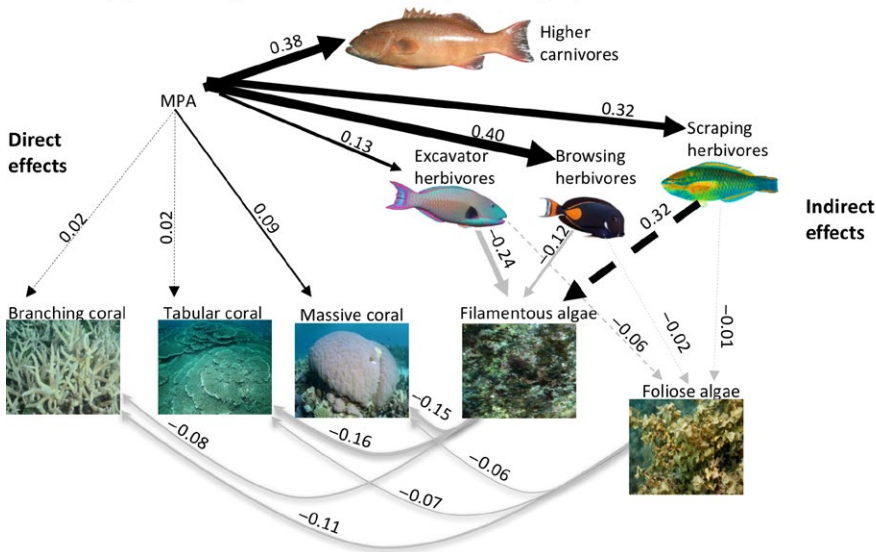 Higher
carnivores
0.38
MPA
0.32
Direct
effects
0.40
0.13
Scraping
herbivores
Excavator
herbivores
Browsing
herbivores
0.02
0.02
0.09
−0.24
−0.12
0.32
Indirect
effects
Branching coral
Tabular coral
Massive coral
Filamentous algae
−0.06
−0.02
−0.01
Foliose algae
−0.15
−0.08
−0.16
−0.06
−0.07
−0.11